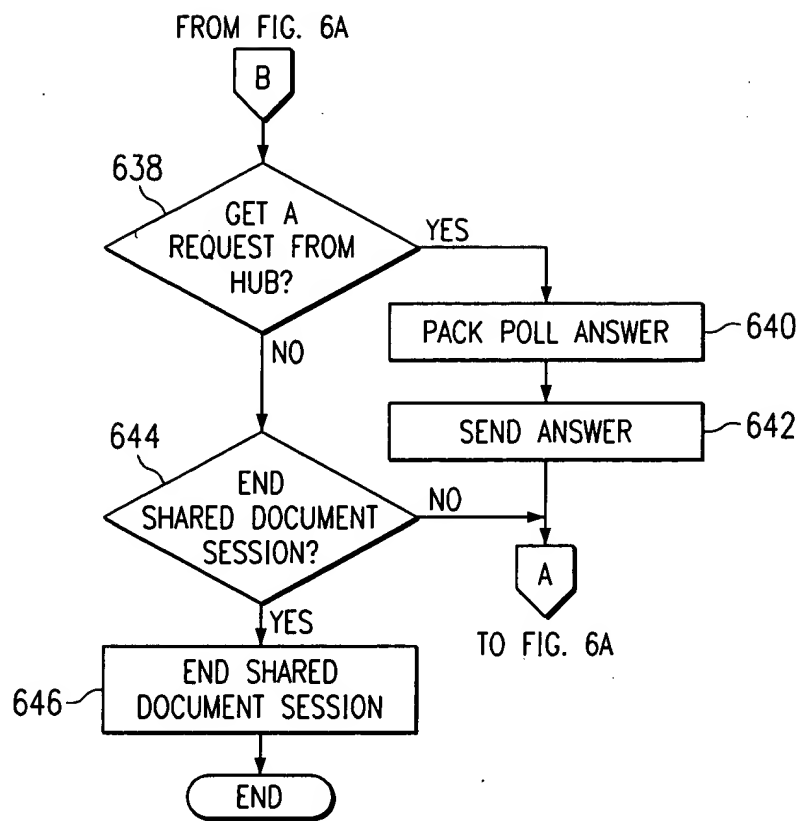 FROM FIG. 6A
B
638
GET A
REQUEST FROM
HUB?
YES
NO
PACK POLL ANSWER
640
SEND ANSWER
642
644
END
SHARED DOCUMENT
SESSION?
NO
YES
A
TO FIG. 6A
646
END SHARED
DOCUMENT SESSION
END